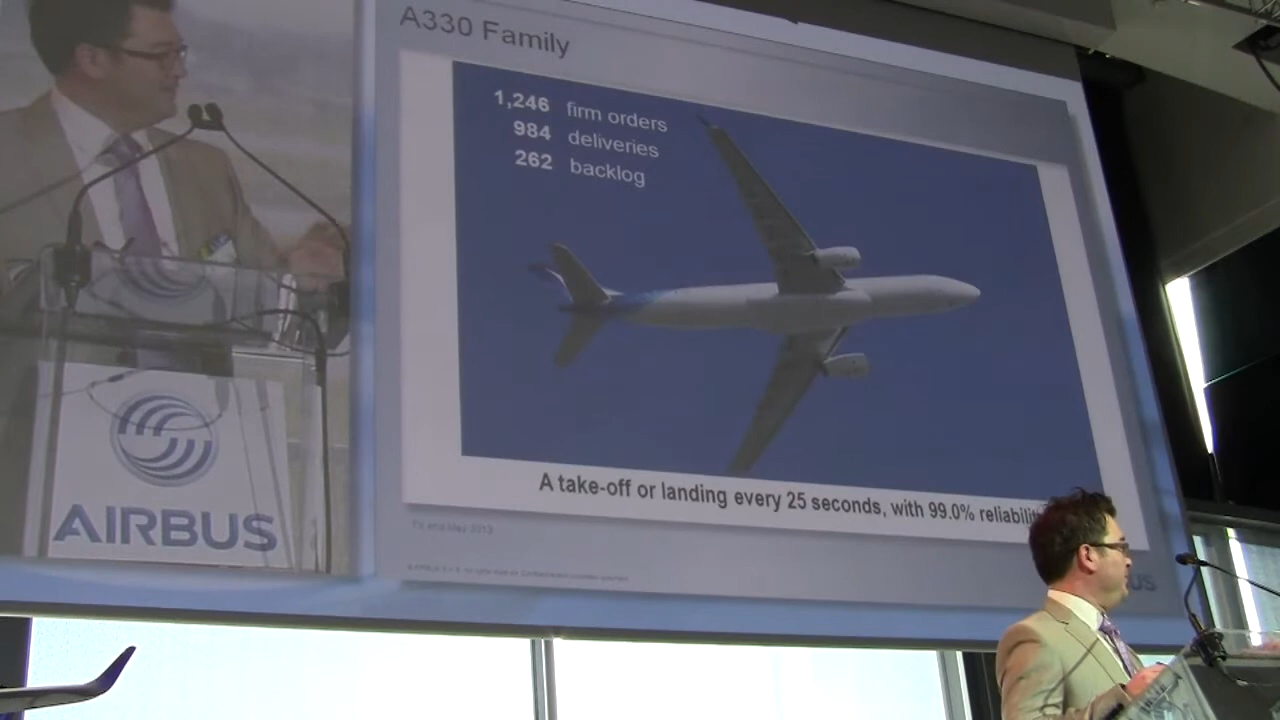 A330 Family
1,246 firm orders
984 deliveries
262 backlog
A take-off or landing every 25 seconds, with 99.0% reliabilit
AIRBUS